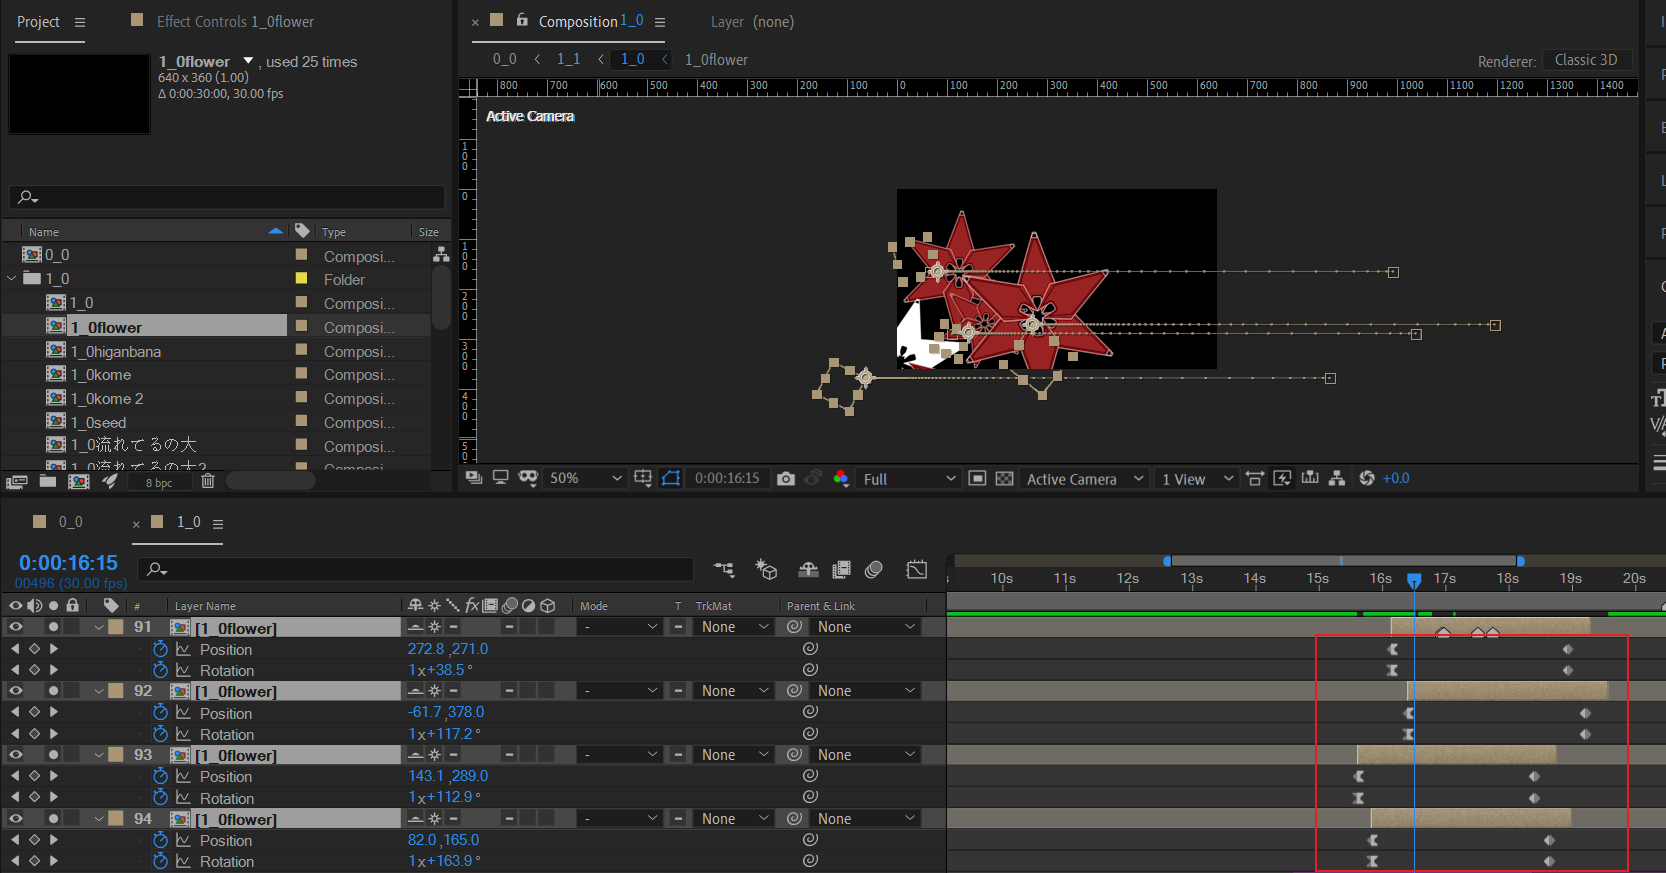 Project
Effect Controls 1_0flower
Composition 1_0
Layer (none)
1_0flower , used 25 times
640 x 360 (1.00)
Δ 0:00:30:00, 30.00 fps
0_0 1_1 1_0 1_0flower
Renderer: Classic 3D
800 700 600 500 400 300 200 100 0 100 200 300 400 500 600 700 800 900 1000 1100 1200 1300 1400
Active Camera
100
0
100
200
300
400
50
Name Type Size
0_0 Composi...
1_0 Folder
1_0 Composi...
1_0flower Composi...
1_0higanbana Composi...
1_0kome Composi...
1_0kome 2 Composi...
1_0seed Composi...
1_0流れてるの大 Composi...
1_0流れてるの大2 Composi...
8 bpc
50% 0:00:16:15 Full Active Camera 1 View +0.0
0_0 1_0
0:00:16:15
00496 (30.00 fps)
10s 11s 12s 13s 14s 15s 16s 17s 18s 19s 20s
# Layer Name fx Mode T TrkMat Parent & Link
91 [1_0flower] - None None
Position 272.8,271.0
Rotation 1x+38.5°
92 [1_0flower] - None None
Position -61.7,378.0
Rotation 1x+117.2°
93 [1_0flower] - None None
Position 143.1,289.0
Rotation 1x+112.9°
94 [1_0flower] - None None
Position 82.0,165.0
Rotation 1x+163.9°